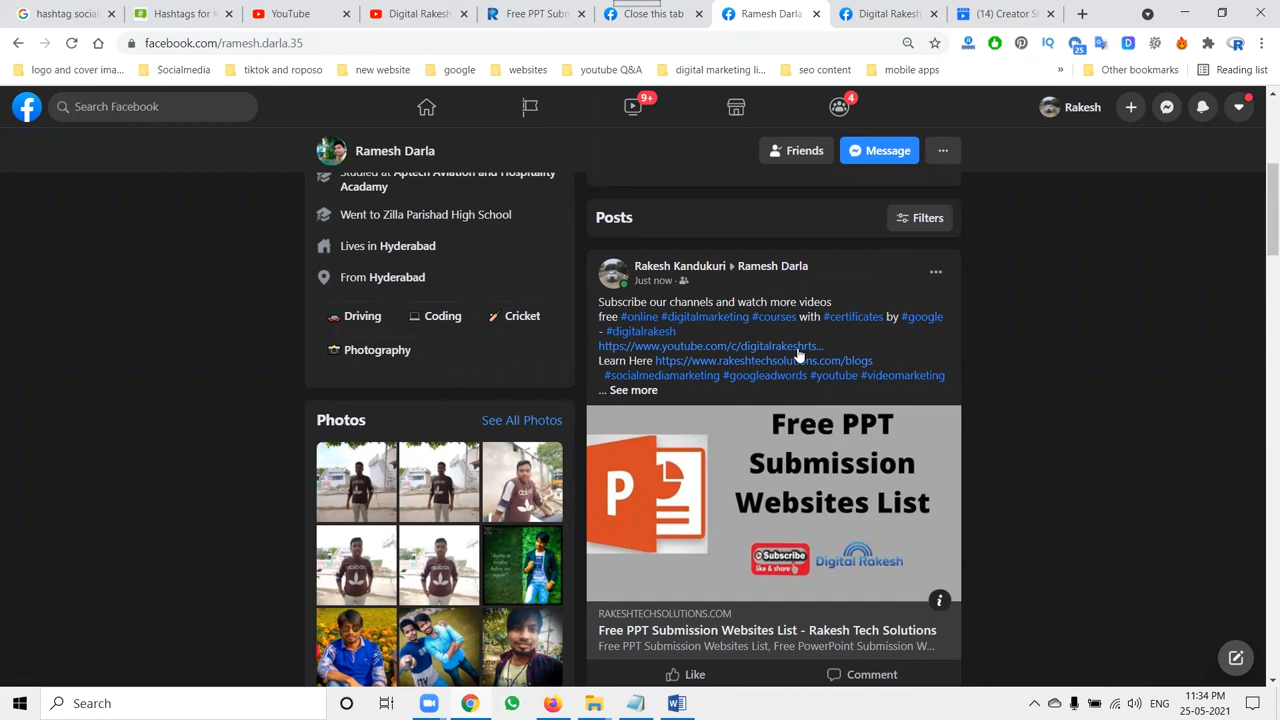 hashtag social
Hashtags for #
YouTube
Digital Rakesh
Free PPT Subm
Close this tab
Ramesh Darla
Digital Rakesh
(14) Creator S
facebook.com/ramesh.darla.35
25
logo and cover ima...
Socialmedia
tiktok and roposo
new website
google
websites
youtube Q&A
digital marketing li...
seo content
mobile apps
»
Other bookmarks
Reading list
Search Facebook
9+
4
Rakesh
Ramesh Darla
Friends
Message
Studied at Aptech Aviation and Hospitality
Acadamy
Went to Zilla Parishad High School
Lives in Hyderabad
From Hyderabad
Driving
Coding
Cricket
Photography
Photos
See All Photos
Posts
Filters
Rakesh Kandukuri ▸ Ramesh Darla
Just now ·
Subscribe our channels and watch more videos
free #online #digitalmarketing #courses with #certificates by #google
- #digitalrakesh
https://www.youtube.com/c/digitalrakeshrts...
Learn Here https://www.rakeshtechsolutions.com/blogs
#socialmediamarketing #googleadwords #youtube #videomarketing
... See more
Free PPT
Submission
Websites List
P
Subscribe
like & share
Digital Rakesh
RAKESHTECHSOLUTIONS.COM
Free PPT Submission Websites List - Rakesh Tech Solutions
Free PPT Submission Websites List, Free PowerPoint Submission W...
Like
Comment
Search
ENG
11:34 PM
25-05-2021